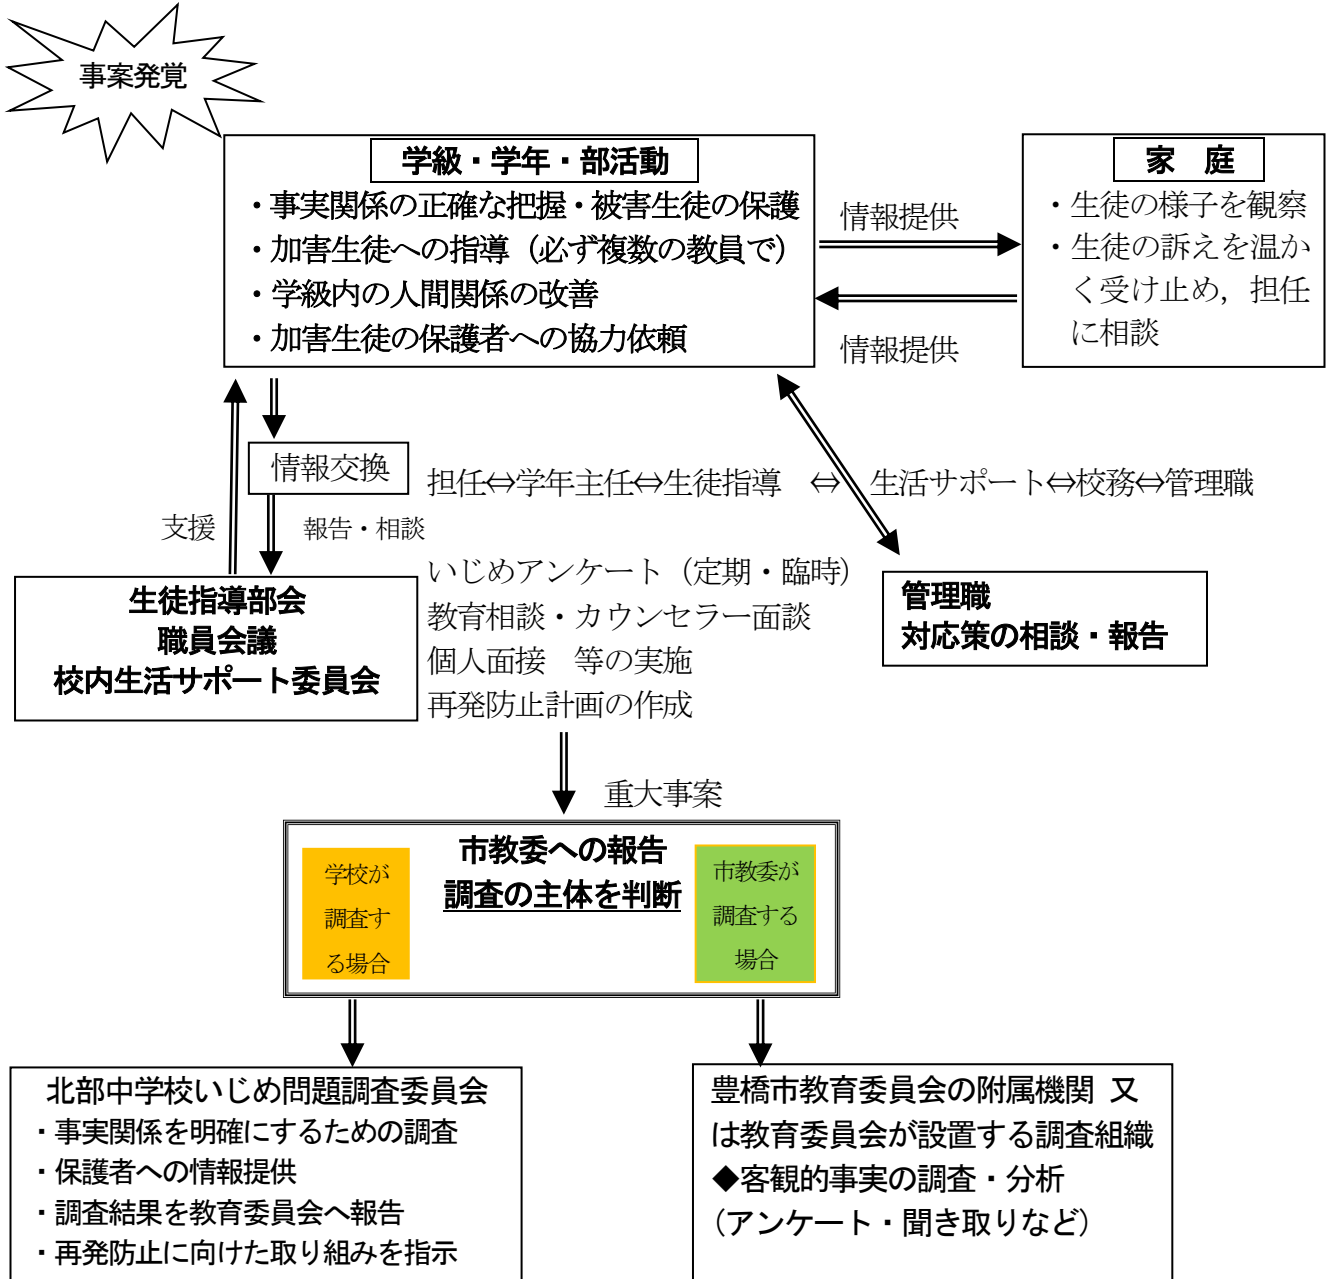 事案発覚
学級・学年・部活動
・事実関係の正確な把握・被害生徒の保護
・加害生徒への指導（必ず複数の教員で）
・学級内の人間関係の改善
・加害生徒の保護者への協力依頼
情報提供
情報提供
家　庭
・生徒の様子を観察
・生徒の訴えを温か
く受け止め，担任
に相談
情報交換
担任⇔学年主任⇔生徒指導　⇔　生活サポート⇔校務⇔管理職
支援
報告・相談
生徒指導部会
職員会議
校内生活サポート委員会
いじめアンケート（定期・臨時）
教育相談・カウンセラー面談
個人面接　等の実施
再発防止計画の作成
管理職
対応策の相談・報告
重大事案
市教委への報告
調査の主体を判断
学校が
調査す
る場合
市教委が
調査する
場合
北部中学校いじめ問題調査委員会
・事実関係を明確にするための調査
・保護者への情報提供
・調査結果を教育委員会へ報告
・再発防止に向けた取り組みを指示
豊橋市教育委員会の附属機関 又
は教育委員会が設置する調査組織
◆客観的事実の調査・分析
（アンケート・聞き取りなど）